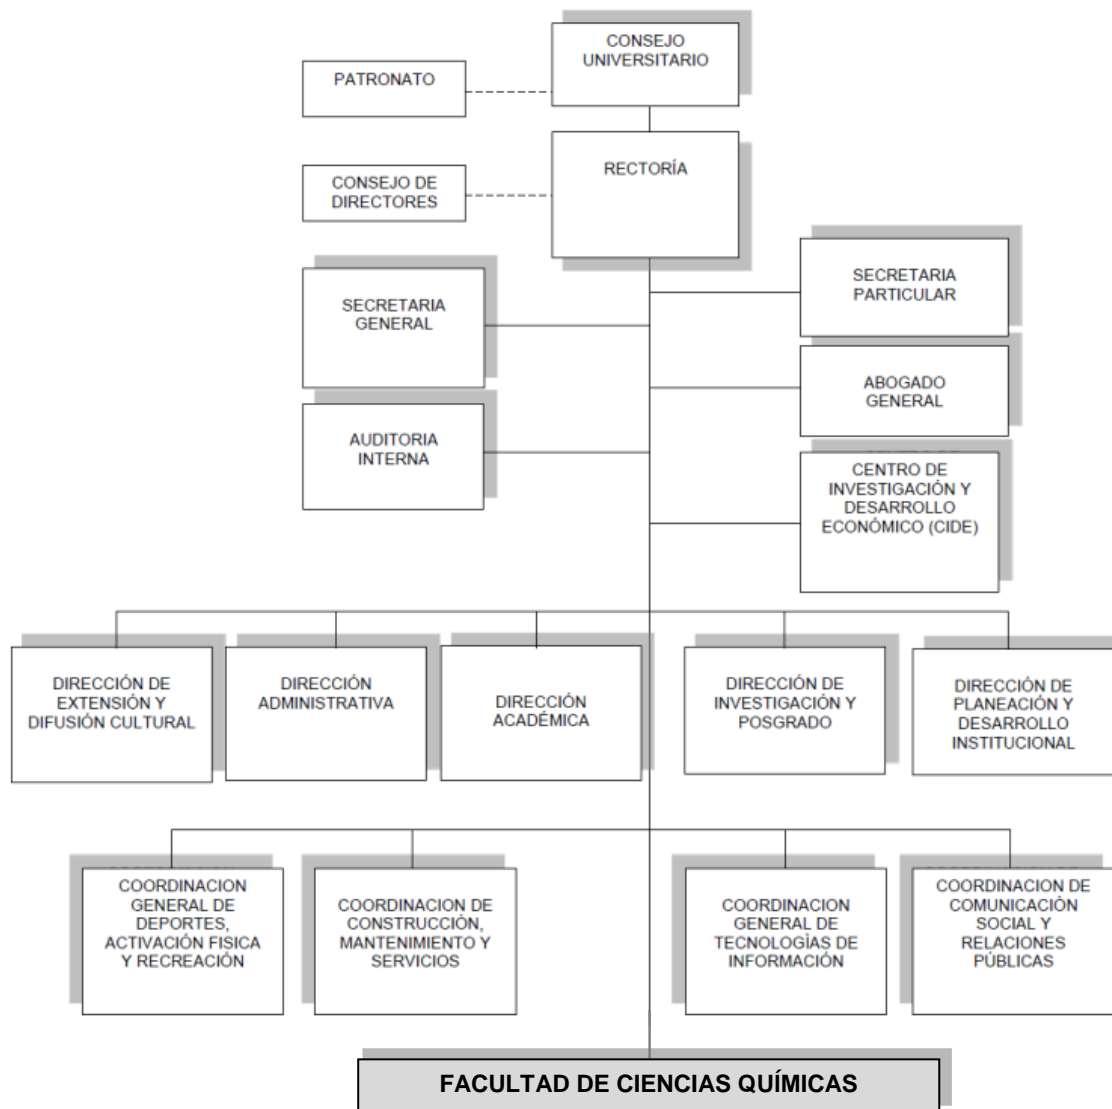 CONSEJO
UNIVERSITARIO
PATRONATO
RECTORÍA
CONSEJO DE
DIRECTORES
SECRETARIA
PARTICULAR
SECRETARIA
GENERAL
ABOGADO
GENERAL
AUDITORIA
INTERNA
CENTRO DE
INVESTIGACIÓN Y
DESARROLLO
ECONÓMICO (CIDE)
DIRECCIÓN DE
EXTENSIÓN Y
DIFUSIÓN CULTURAL
DIRECCIÓN
ADMINISTRATIVA
DIRECCIÓN
ACADÉMICA
DIRECCIÓN DE
INVESTIGACIÓN Y
POSGRADO
DIRECCIÓN DE
PLANEACIÓN Y
DESARROLLO
INSTITUCIONAL
COORDINACION
GENERAL DE
DEPORTES,
ACTIVACIÓN FISICA
Y RECREACIÓN
COORDINACION DE
CONSTRUCCIÒN,
MANTENIMIENTO Y
SERVICIOS
COORDINACION
GENERAL DE
TECNOLOGÌAS DE
INFORMACIÓN
COORDINACION DE
COMUNICACIÒN
SOCIAL Y
RELACIONES
PÚBLICAS
FACULTAD DE CIENCIAS QUÍMICAS